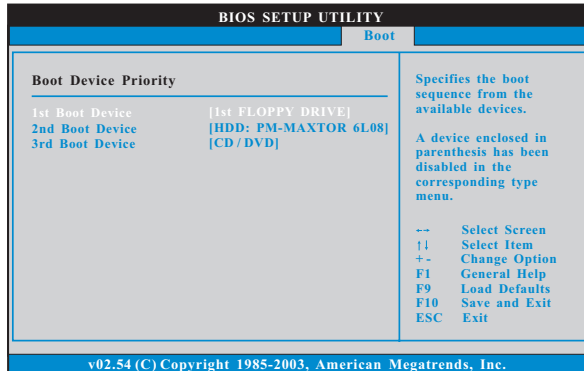 BIOS SETUP UTILITY
Boot
Boot Device Priority
1st Boot Device [1st FLOPPY DRIVE]
2nd Boot Device [HDD: PM-MAXTOR 6L08]
3rd Boot Device [CD/DVD]
Specifies the boot
sequence from the
available devices.
A device enclosed in
parenthesis has been
disabled in the
corresponding type
menu.
←→ Select Screen
↑↓ Select Item
+ - Change Option
F1 General Help
F9 Load Defaults
F10 Save and Exit
ESC Exit
v02.54 (C) Copyright 1985-2003, American Megatrends, Inc.